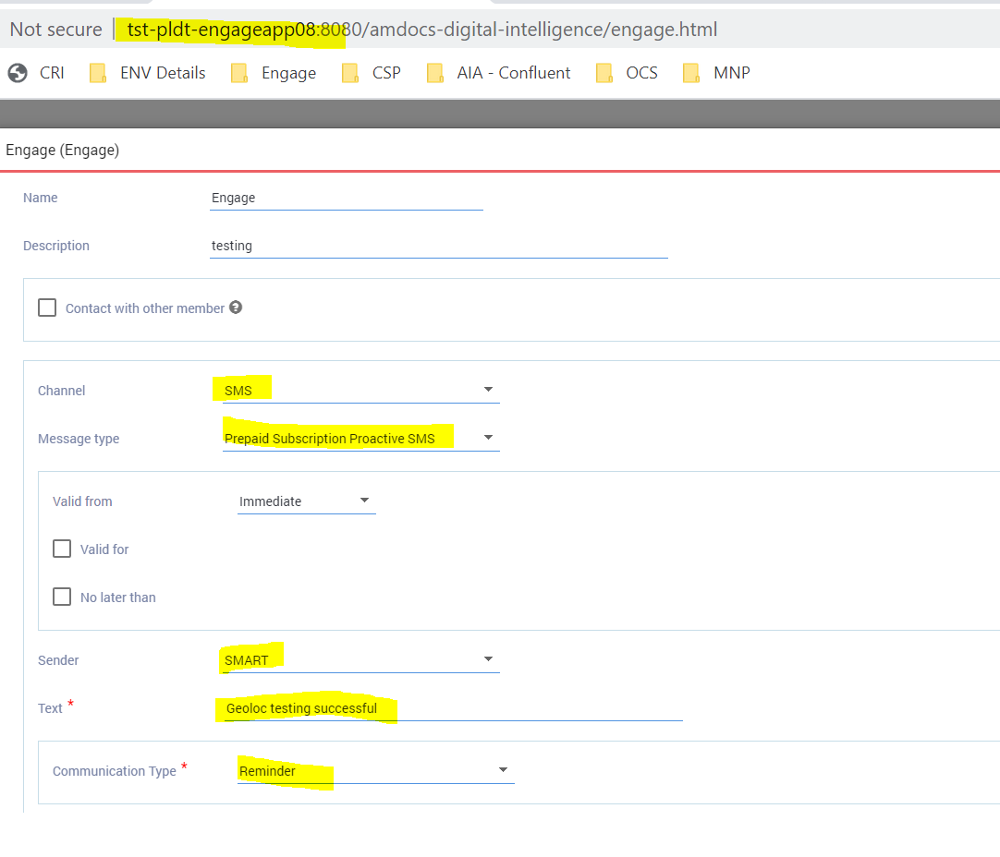 Not secure | tst-pldt-engageapp08:8080/amdocs-digital-intelligence/engage.html
CRI ENV Details Engage CSP AIA - Confluent OCS MNP
Engage (Engage)
Name Engage
Description testing
Contact with other member ?
Channel SMS
Message type Prepaid Subscription Proactive SMS
Valid from Immediate
Valid for
No later than
Sender SMART
Text * Geoloc testing successful
Communication Type * Reminder